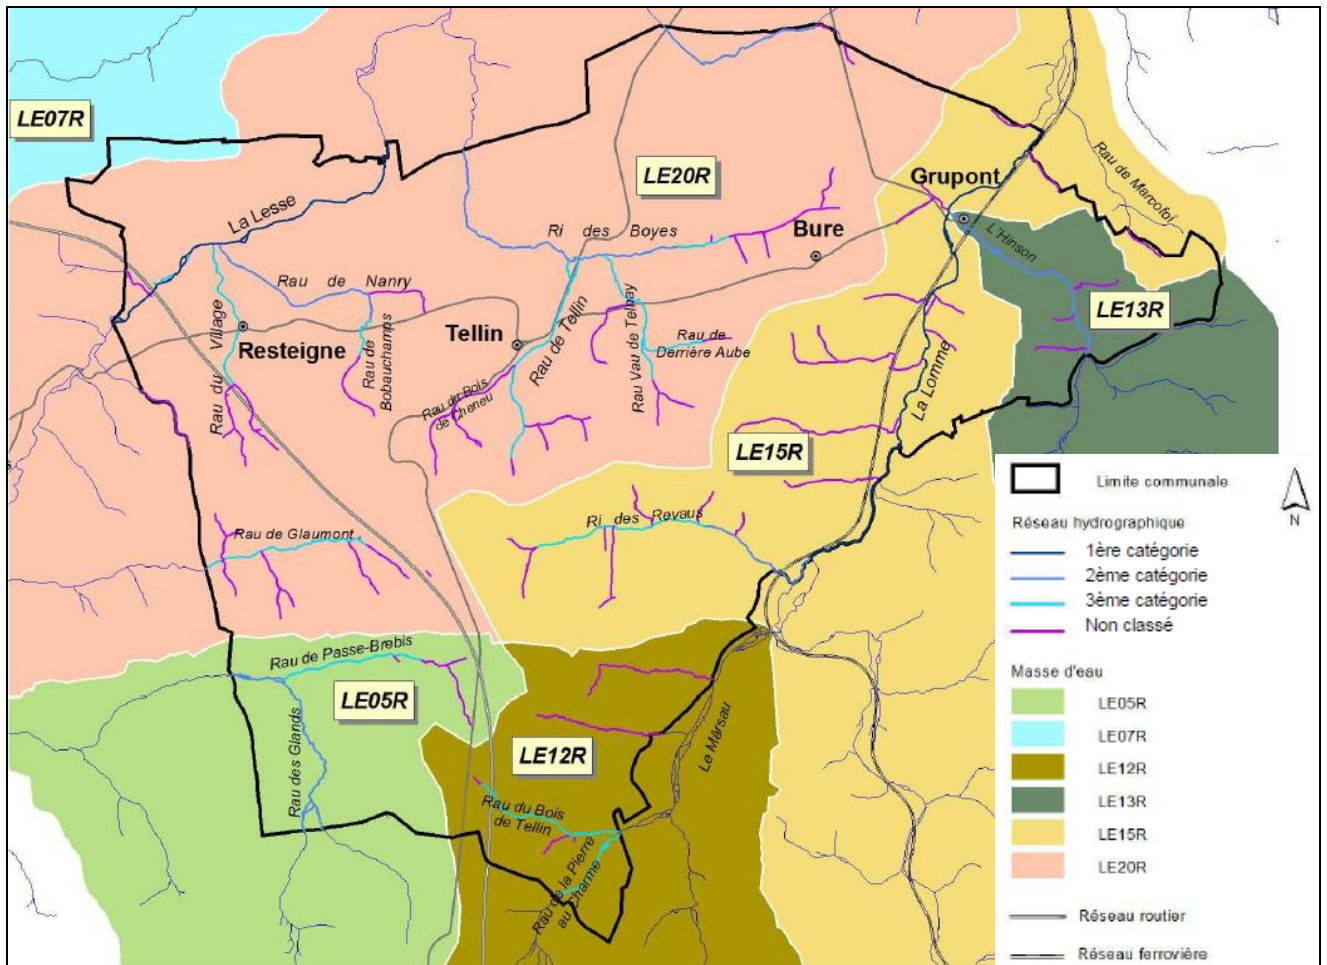 LE07R
Rau de Marcofoi
Grupont
LE20R
La Lesse
Ri des Boyes
Bure
L'Hinson
Rau de Nanry
LE13R
Rau du Village
Resteigne
Tellin
Rau de Tellin
Rau Vau de Telnay
Rau de
Derrière Aube
Rau de
Bobauchamps
Rau du Bois
de Cheneu
La Lomme
LE15R
Ri des Revaus
Rau de Glaumont
Rau de Passe-Brebis
LE05R
Rau des Glands
LE12R
Le Marsau
Rau du Bois
de Tellin
Rau de la Pierre
au Charme
Limite communale
N
Réseau hydrographique
1ère catégorie
2ème catégorie
3ème catégorie
Non classé
Masse d'eau
LE05R
LE07R
LE12R
LE13R
LE15R
LE20R
Réseau routier
Réseau ferrovière